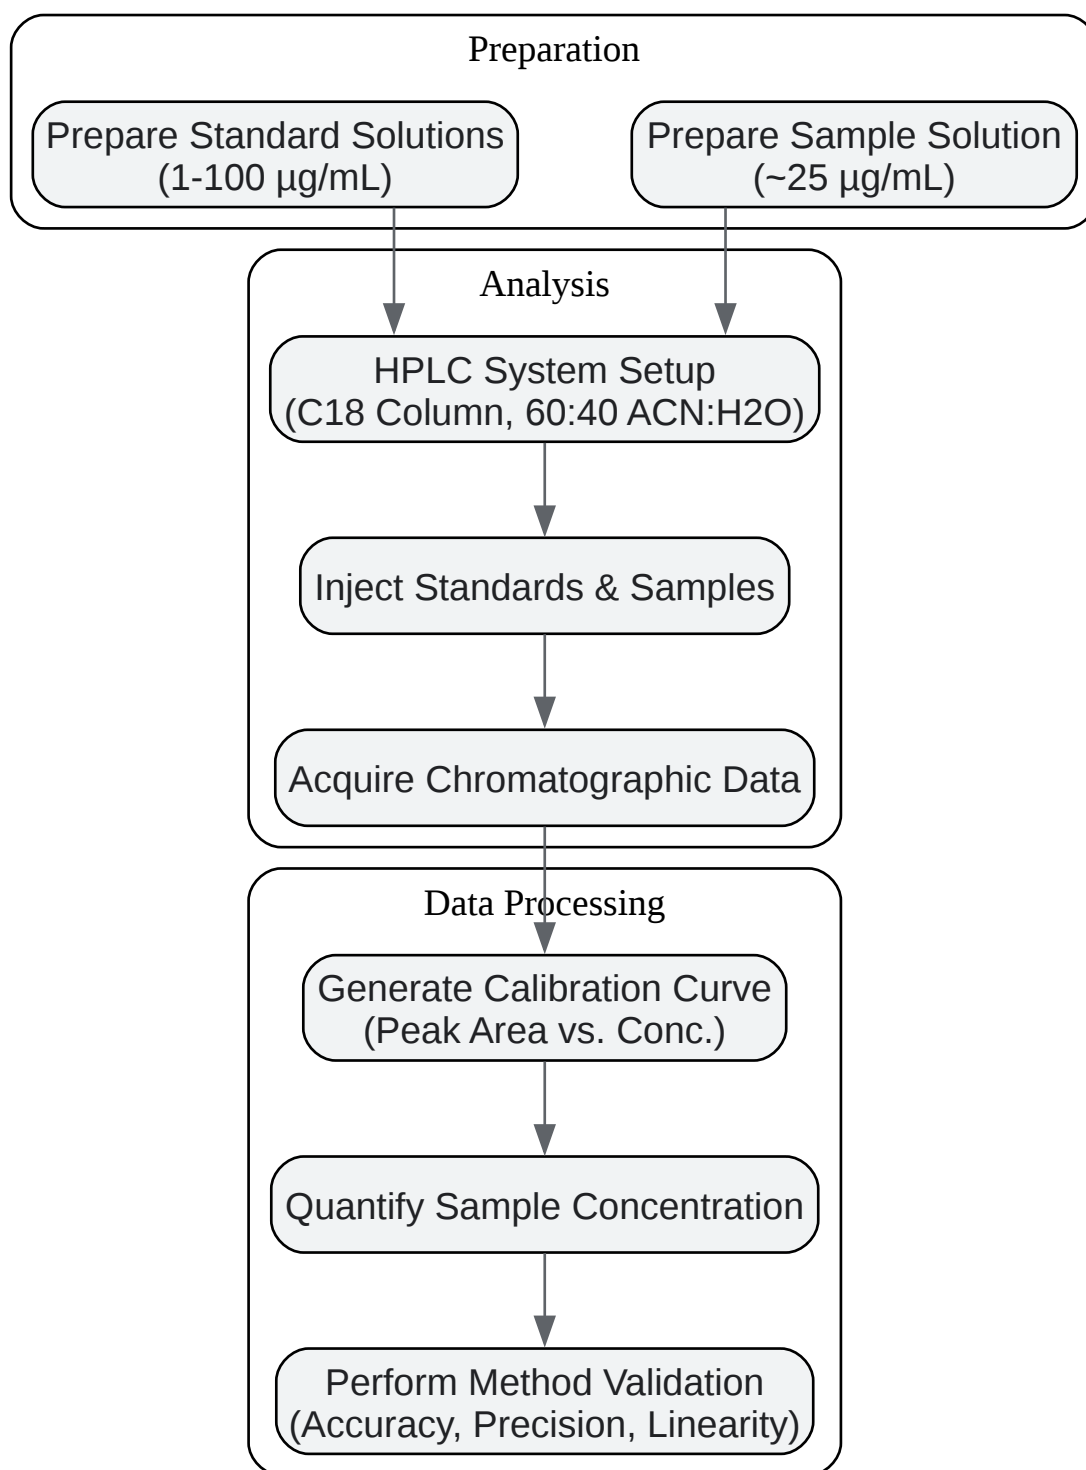 Preparation
Prepare Standard Solutions
(1-100 µg/mL)
Prepare Sample Solution
(~25 µg/mL)
Analysis
HPLC System Setup
(C18 Column, 60:40 ACN:H2O)
Inject Standards & Samples
Acquire Chromatographic Data
Data Processing
Generate Calibration Curve
(Peak Area vs. Conc.)
Quantify Sample Concentration
Perform Method Validation
(Accuracy, Precision, Linearity)